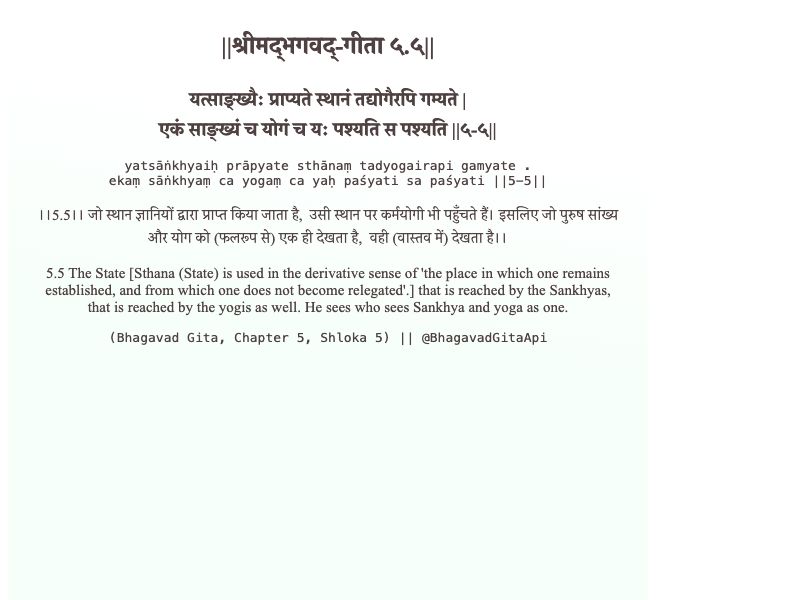 ||श्रीमद्‍भगवद्-गीता ५.५||
यत्साङ्ख्यैः प्राप्यते स्थानं तद्योगैरपि गम्यते |
एकं साङ्ख्यं च योगं च यः पश्यति स पश्यति ||५-५||
yatsāṅkhyaiḥ prāpyate sthānaṃ tadyogairapi gamyate .
ekaṃ sāṅkhyaṃ ca yogaṃ ca yaḥ paśyati sa paśyati ||5-5||
।।5.5।। जो स्थान ज्ञानियों द्वारा प्राप्त किया जाता है, उसी स्थान पर कर्मयोगी भी पहुँचते हैं। इसलिए जो पुरुष सांख्य
और योग को (फलरूप से) एक ही देखता है, वही (वास्तव में) देखता है।।
5.5 The State [Sthana (State) is used in the derivative sense of 'the place in which one remains
established, and from which one does not become relegated'.] that is reached by the Sankhyas,
that is reached by the yogis as well. He sees who sees Sankhya and yoga as one.
(Bhagavad Gita, Chapter 5, Shloka 5) || @BhagavadGitaApi